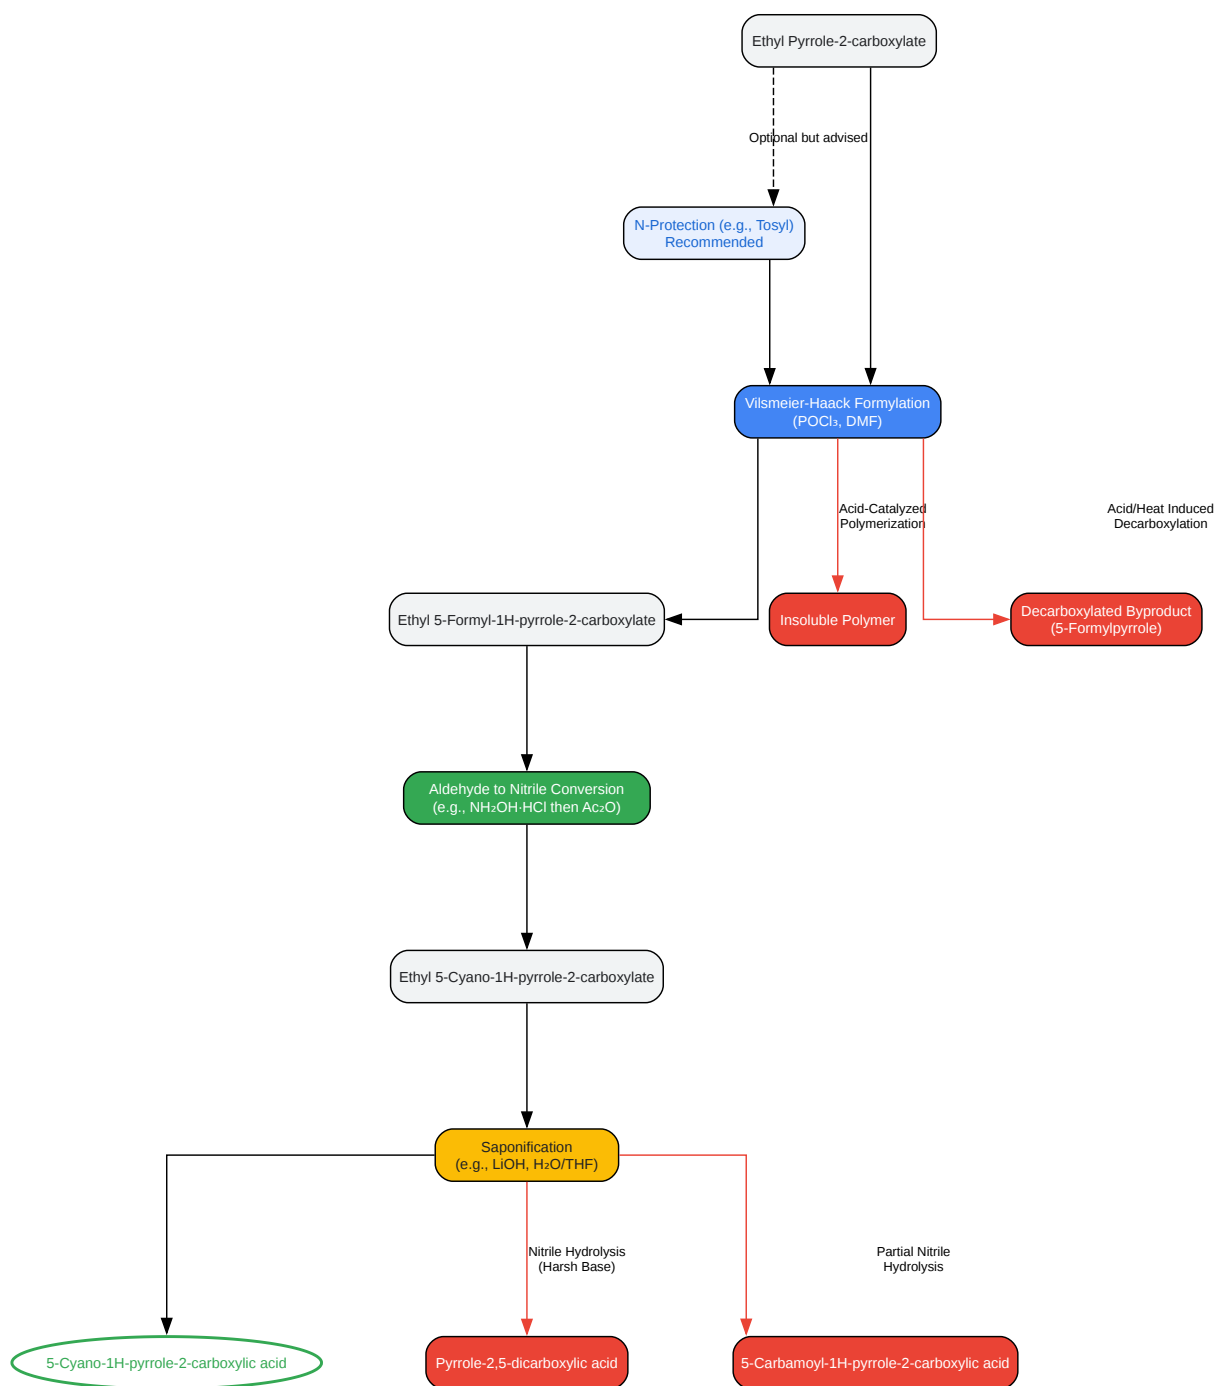 Ethyl Pyrrole-2-carboxylate
Optional but advised
N-Protection (e.g., Tosyl)
Recommended
Vilsmeier-Haack Formylation
(POCl₃, DMF)
Acid-Catalyzed
Polymerization
Acid/Heat Induced
Decarboxylation
Ethyl 5-Formyl-1H-pyrrole-2-carboxylate
Insoluble Polymer
Decarboxylated Byproduct
(5-Formylpyrrole)
Aldehyde to Nitrile Conversion
(e.g., NH₂OH·HCl then Ac₂O)
Ethyl 5-Cyano-1H-pyrrole-2-carboxylate
Saponification
(e.g., LiOH, H₂O/THF)
Nitrile Hydrolysis
(Harsh Base)
Partial Nitrile
Hydrolysis
5-Cyano-1H-pyrrole-2-carboxylic acid
Pyrrole-2,5-dicarboxylic acid
5-Carbamoyl-1H-pyrrole-2-carboxylic acid